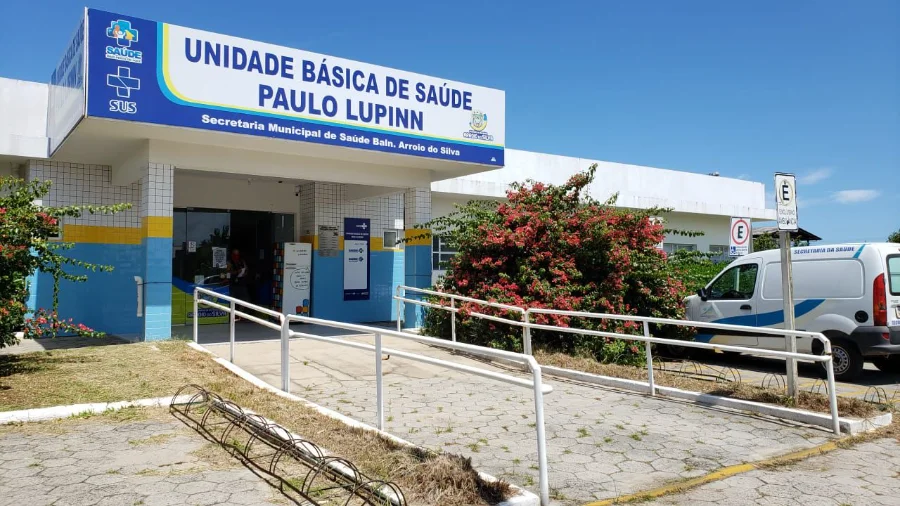 SAÚDE
SUS
UNIDADE BÁSICA DE SAÚDE
PAULO LUPINN
Secretaria Municipal de Saúde Baln. Arroio do Silva
E
E
SECRETARIA DA SAÚDE